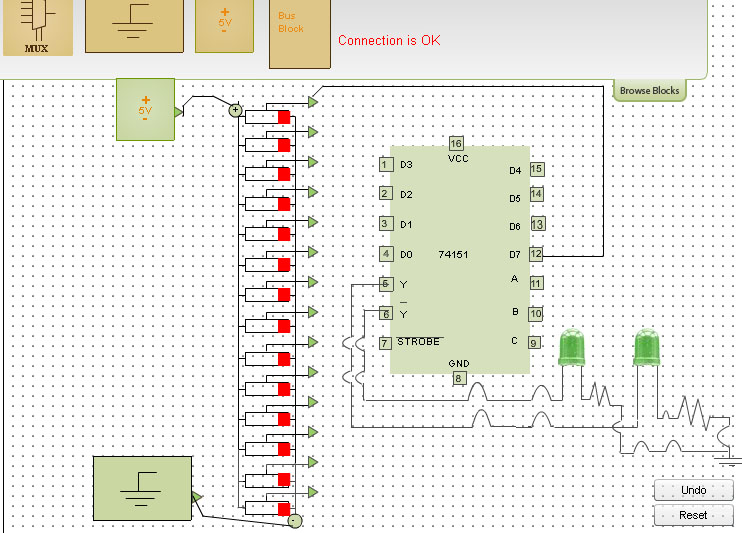 MUX
+
5V
-
Bus
Block
Connection is OK
Browse Blocks
+
5V
-
+
16
VCC
1 D3
D4 15
2 D2
D5 14
3 D1
D6 13
4 D0
74151
D7 12
5 Y
A 11
6 Y
B 10
7 STROBE
C 9
GND
8
-
Undo
Reset